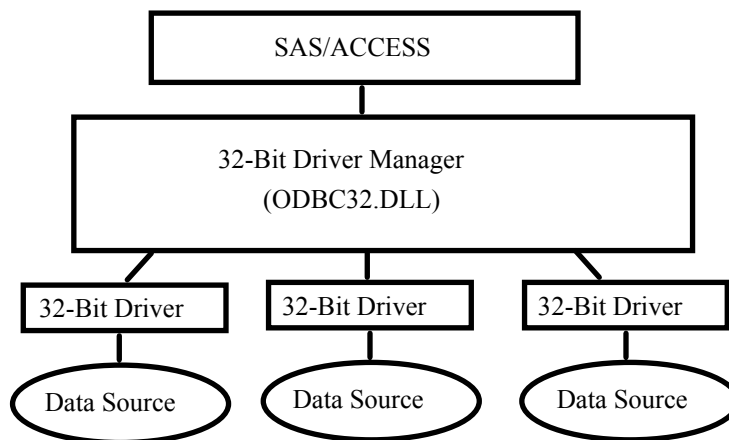 SAS/ACCESS
32-Bit Driver Manager
(ODBC32.DLL)
32-Bit Driver
32-Bit Driver
32-Bit Driver
Data Source
Data Source
Data Source